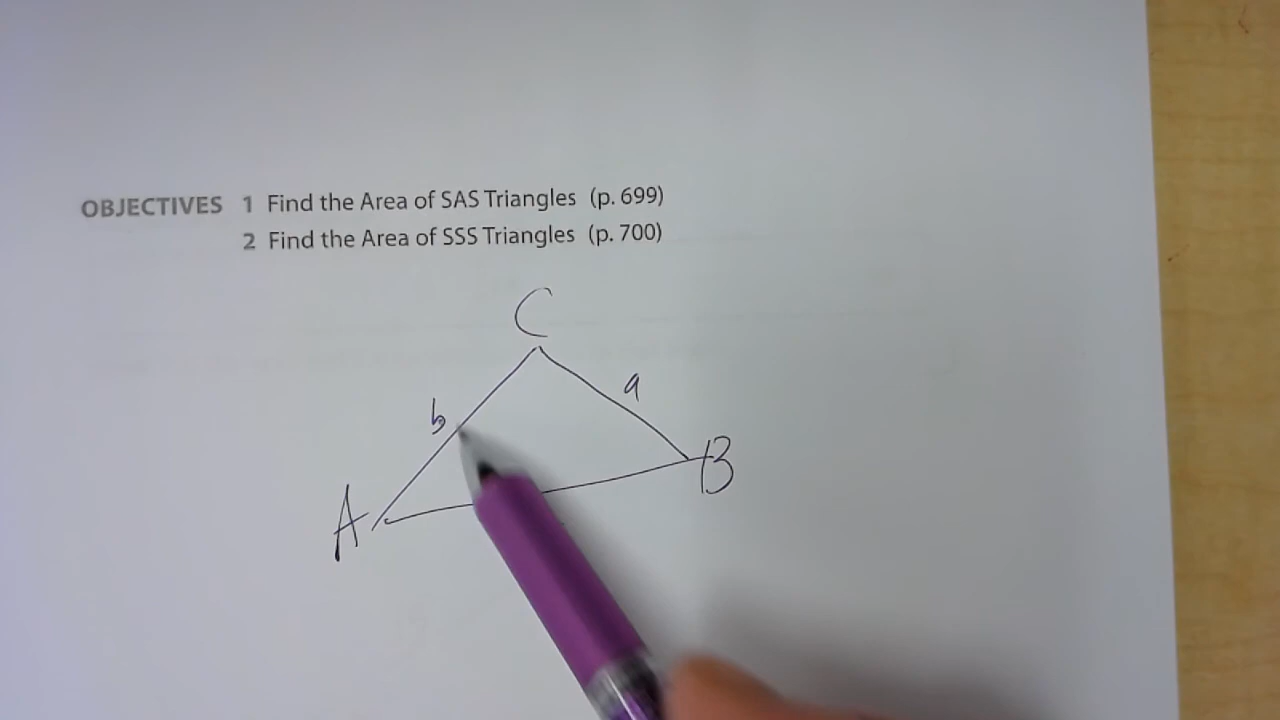 OBJECTIVES 1 Find the Area of SAS Triangles (p. 699)
2 Find the Area of SSS Triangles (p. 700)
C
a
b
B
A